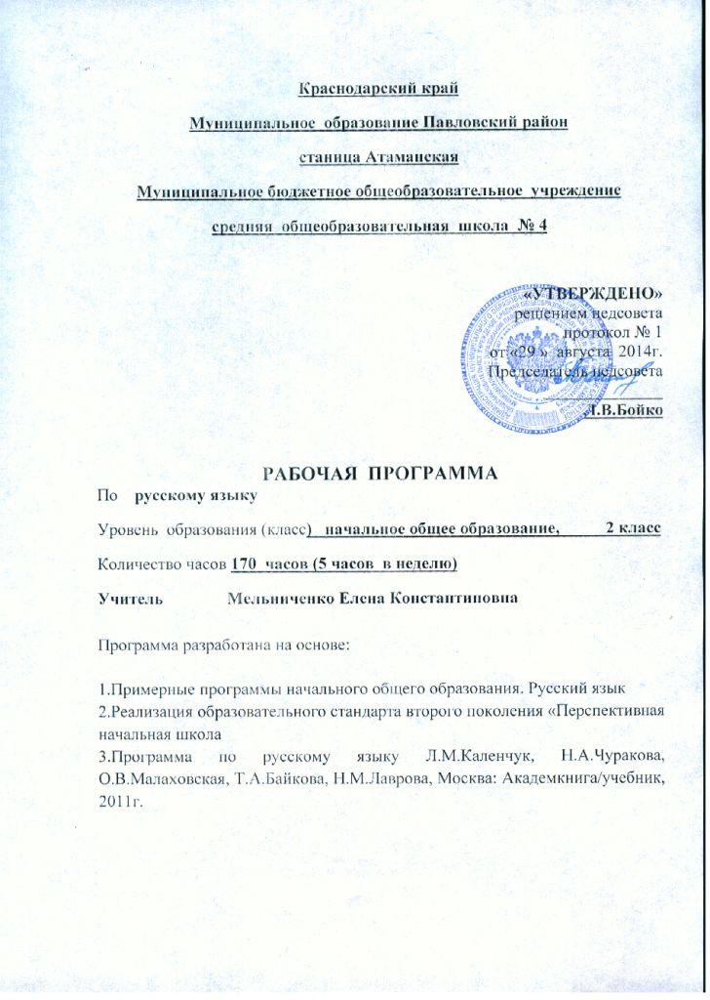 Краснодарский край
Муниципальное образование Павловский район
станица Атаманская
Муниципальное бюджетное общеобразовательное учреждение
средняя общеобразовательная школа № 4
«УТВЕРЖДЕНО»
решением педсовета
протокол № 1
от «29 » августа 2014г.
Председатель педсовета
Бойко
РАБОЧАЯ ПРОГРАММА
По русскому языку
Уровень образования (класс) начальное общее образование, 2 класс
Количество часов 170 часов (5 часов в неделю)
Учитель Мельниченко Елена Константиновна
Программа разработана на основе:
1.Примерные программы начального общего образования. Русский язык
2.Реализация образовательного стандарта второго поколения «Перспективная
начальная школа
3.Программа по русскому языку Л.М.Каленчук, Н.А.Чуракова,
О.В.Малаховская, Т.А.Байкова, Н.М.Лаврова, Москва: Академкнига/учебник,
2011г.